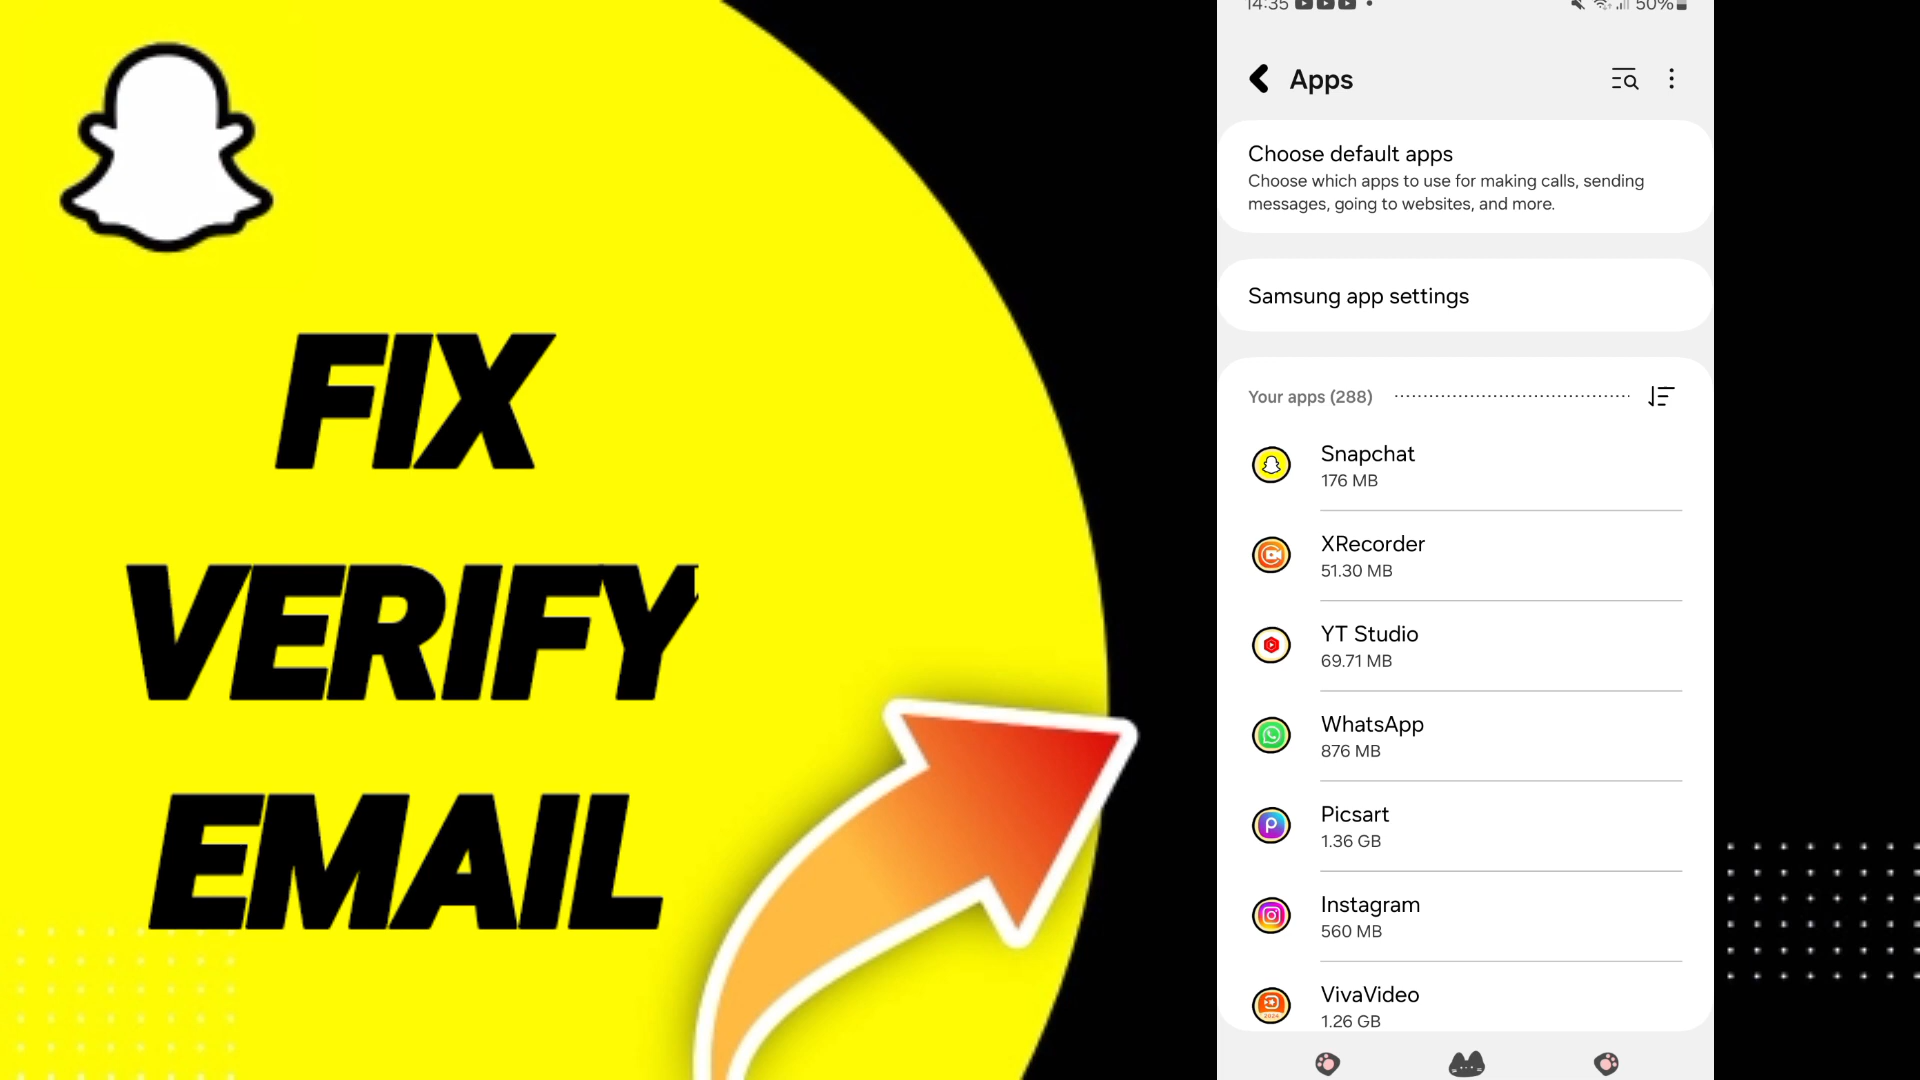 FIX
VERIFY
EMAIL
14:35
50%
Apps
Choose default apps
Choose which apps to use for making calls, sending
messages, going to websites, and more.
Samsung app settings
Your apps (288)
Snapchat
176 MB
XRecorder
51.30 MB
YT Studio
69.71 MB
WhatsApp
876 MB
Picsart
1.36 GB
Instagram
560 MB
VivaVideo
1.26 GB